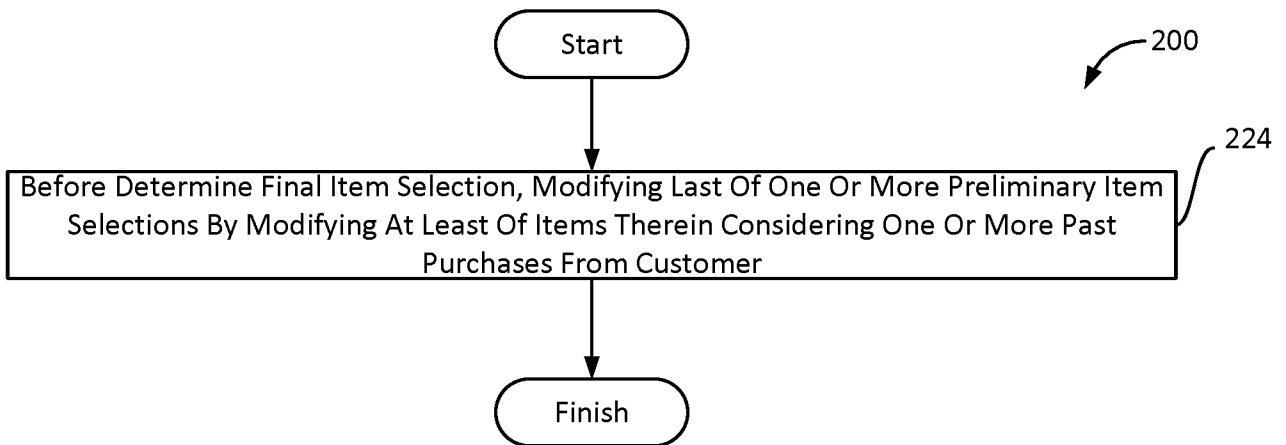 Start
200
224
Before Determine Final Item Selection, Modifying Last Of One Or More Preliminary Item
Selections By Modifying At Least Of Items Therein Considering One Or More Past
Purchases From Customer
Finish